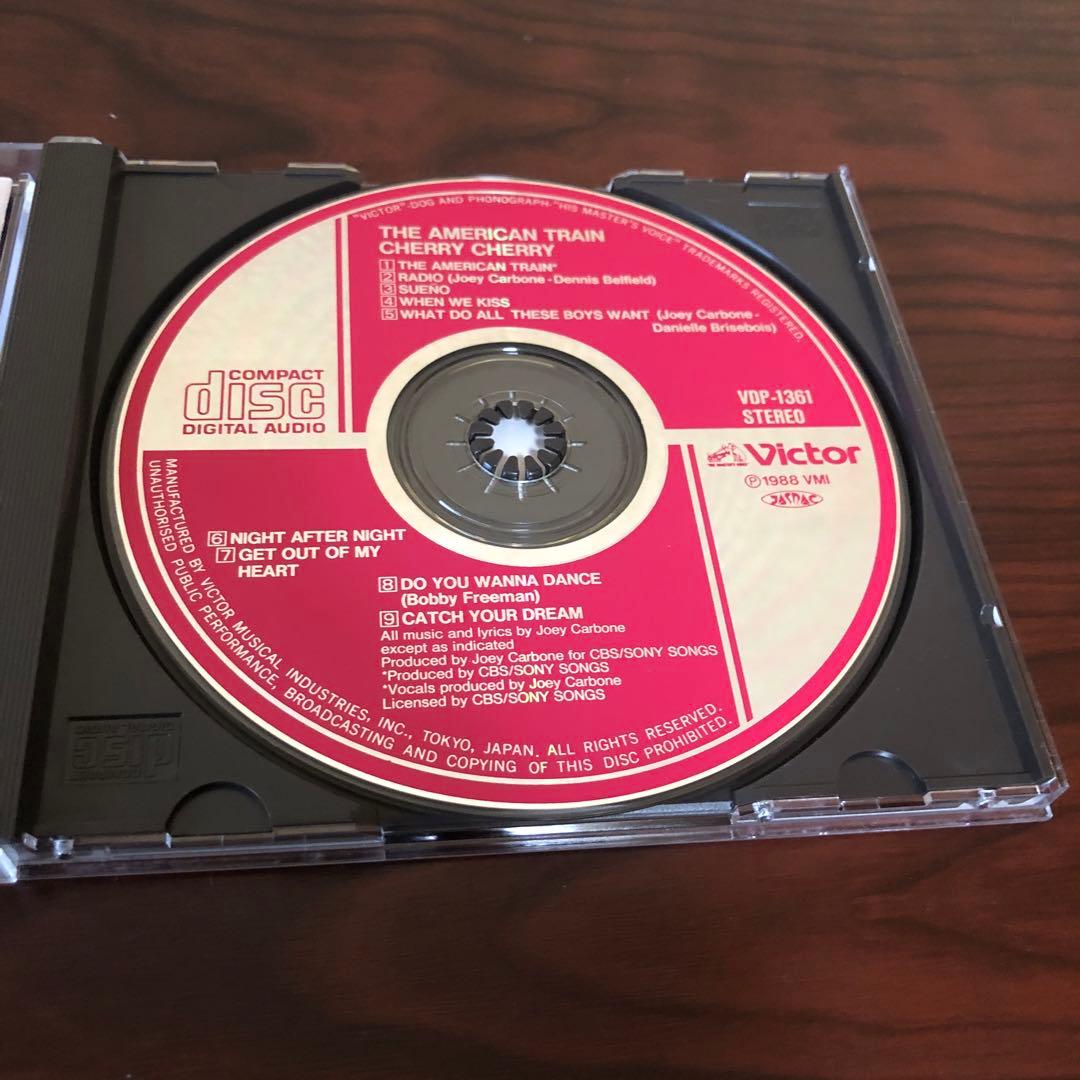 "VICTOR"-DOG AND PHONOGRAPH-"HIS MASTER'S VOICE" TRADEMARKS REGISTERED.
THE AMERICAN TRAIN
CHERRY CHERRY
1 THE AMERICAN TRAIN*
2 RADIO (Joey Carbone-Dennis Belfield)
3 SUEÑO
4 WHEN WE KISS
5 WHAT DO ALL THESE BOYS WANT (Joey Carbone-
Danielle Brisebois)
COMPACT
disc
DIGITAL AUDIO
VDP-1361
STEREO
Victor
Ⓟ1988 VMI
JASRAC
6 NIGHT AFTER NIGHT
7 GET OUT OF MY
HEART
8 DO YOU WANNA DANCE
(Bobby Freeman)
9 CATCH YOUR DREAM
All music and lyrics by Joey Carbone
except as indicated
Produced by Joey Carbone for CBS/SONY SONGS
*Produced by CBS/SONY SONGS
*Vocals produced by Joey Carbone
Licensed by CBS/SONY SONGS
MANUFACTURED BY VICTOR MUSICAL INDUSTRIES, INC., TOKYO, JAPAN. ALL RIGHTS RESERVED.
UNAUTHORISED PUBLIC PERFORMANCE, BROADCASTING AND COPYING OF THIS DISC PROHIBITED.
COMPACT
disc
DIGITAL AUDIO